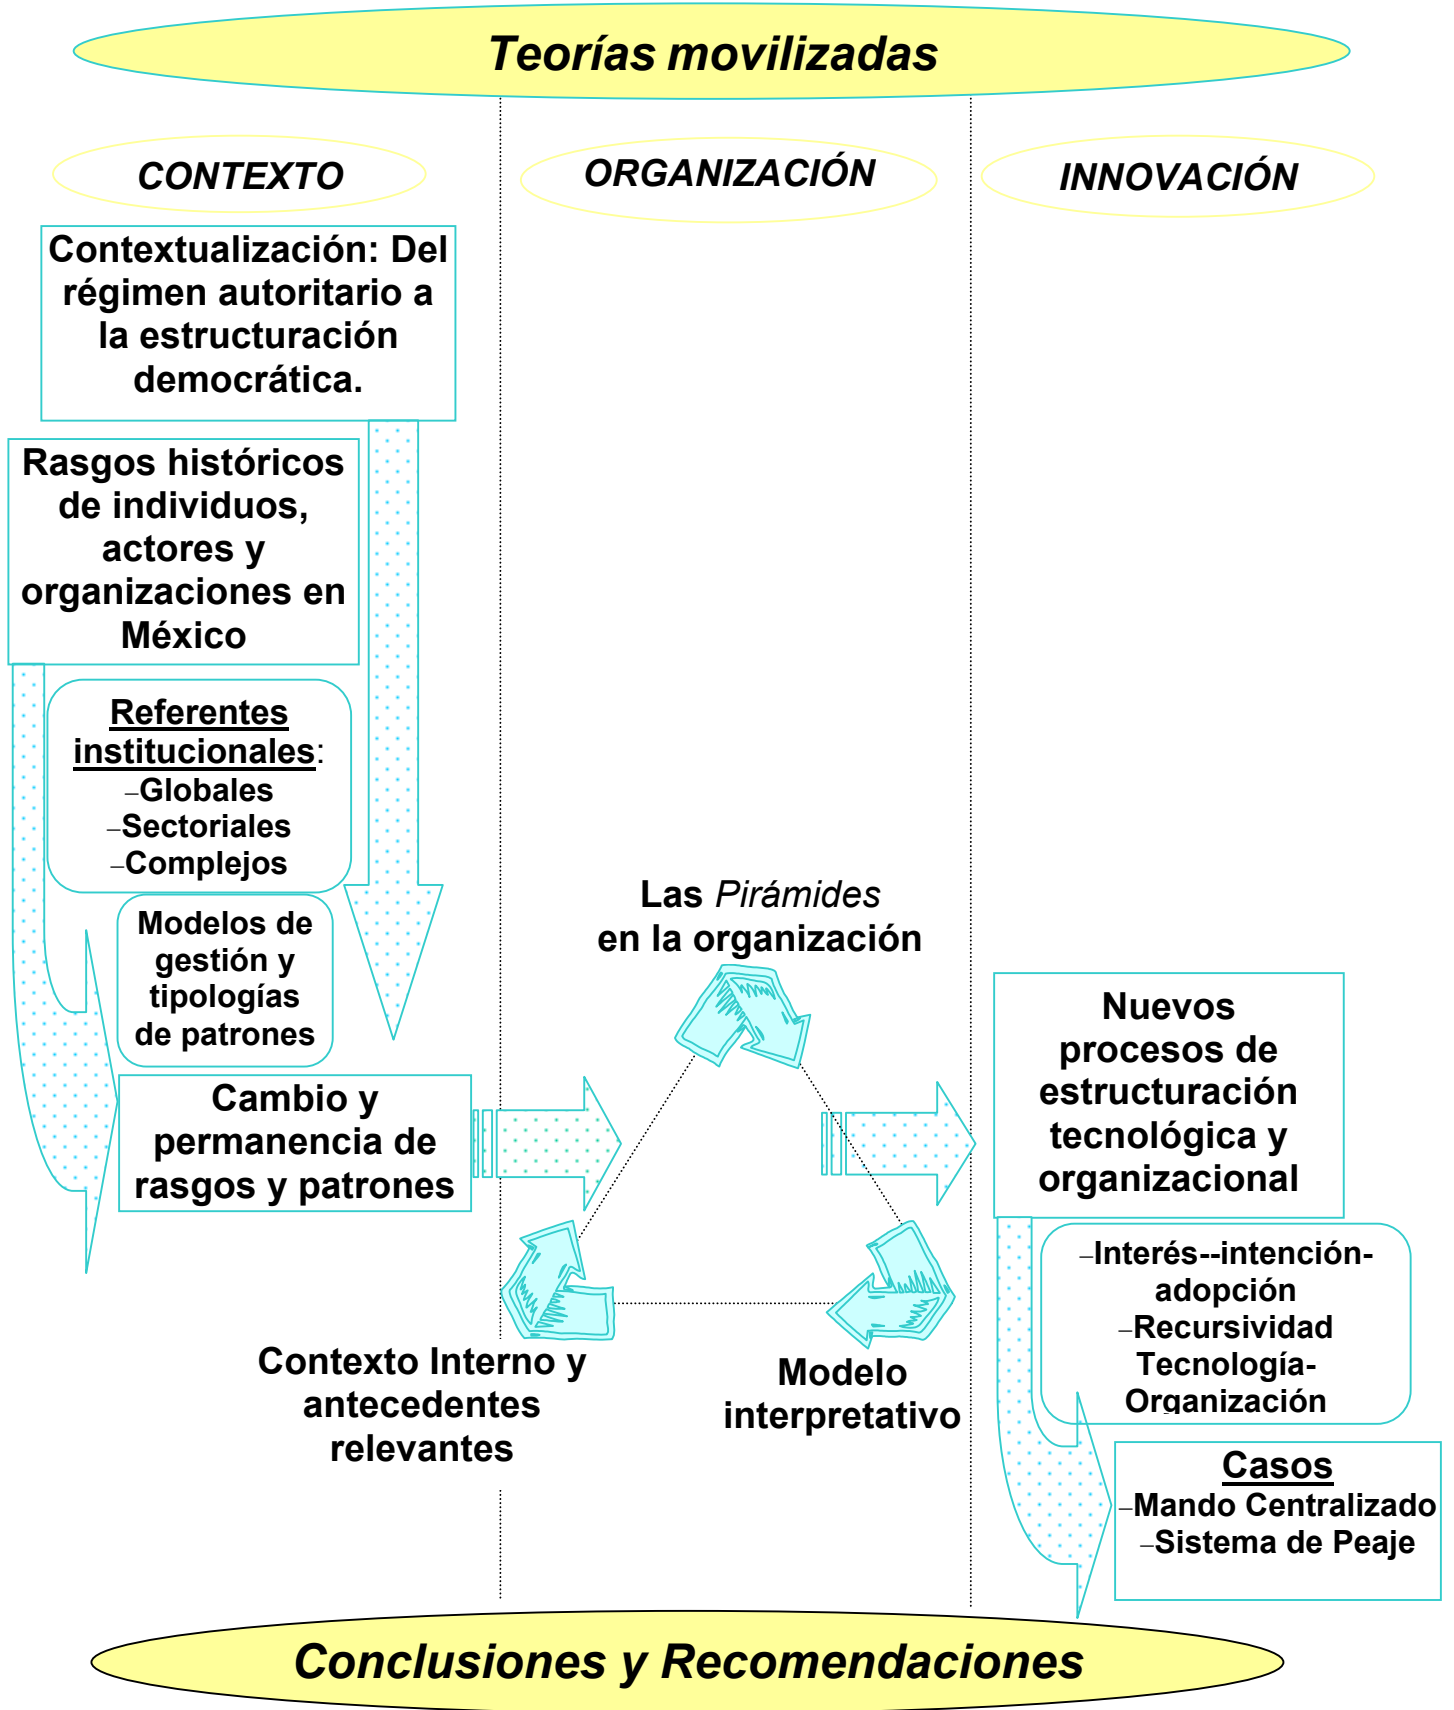 Teorías movilizadas
CONTEXTO
ORGANIZACIÓN
INNOVACIÓN
Contextualización: Del
régimen autoritario a
la estructuración
democrática.
Rasgos históricos
de individuos,
actores y
organizaciones en
México
Referentes
institucionales:
–Globales
–Sectoriales
–Complejos
Modelos de
gestión y
tipologías
de patrones
Cambio y
permanencia de
rasgos y patrones
Las Pirámides
en la organización
Contexto Interno y
antecedentes
relevantes
Modelo
interpretativo
Nuevos
procesos de
estructuración
tecnológica y
organizacional
–Interés--intención-
adopción
–Recursividad
Tecnología-
Organización
Casos
–Mando Centralizado
–Sistema de Peaje
Conclusiones y Recomendaciones